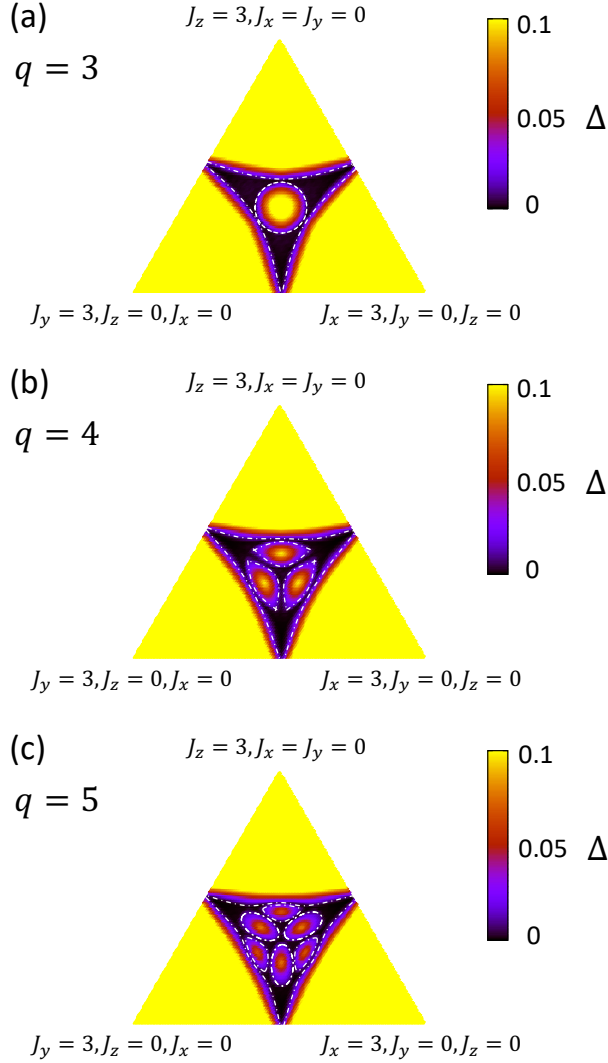 (a)
J_z = 3, J_x = J_y = 0
q = 3
0.1
0.05
Δ
0
J_y = 3, J_z = 0, J_x = 0
J_x = 3, J_y = 0, J_z = 0
(b)
J_z = 3, J_x = J_y = 0
q = 4
0.1
0.05
Δ
0
J_y = 3, J_z = 0, J_x = 0
J_x = 3, J_y = 0, J_z = 0
(c)
J_z = 3, J_x = J_y = 0
q = 5
0.1
0.05
Δ
0
J_y = 3, J_z = 0, J_x = 0
J_x = 3, J_y = 0, J_z = 0